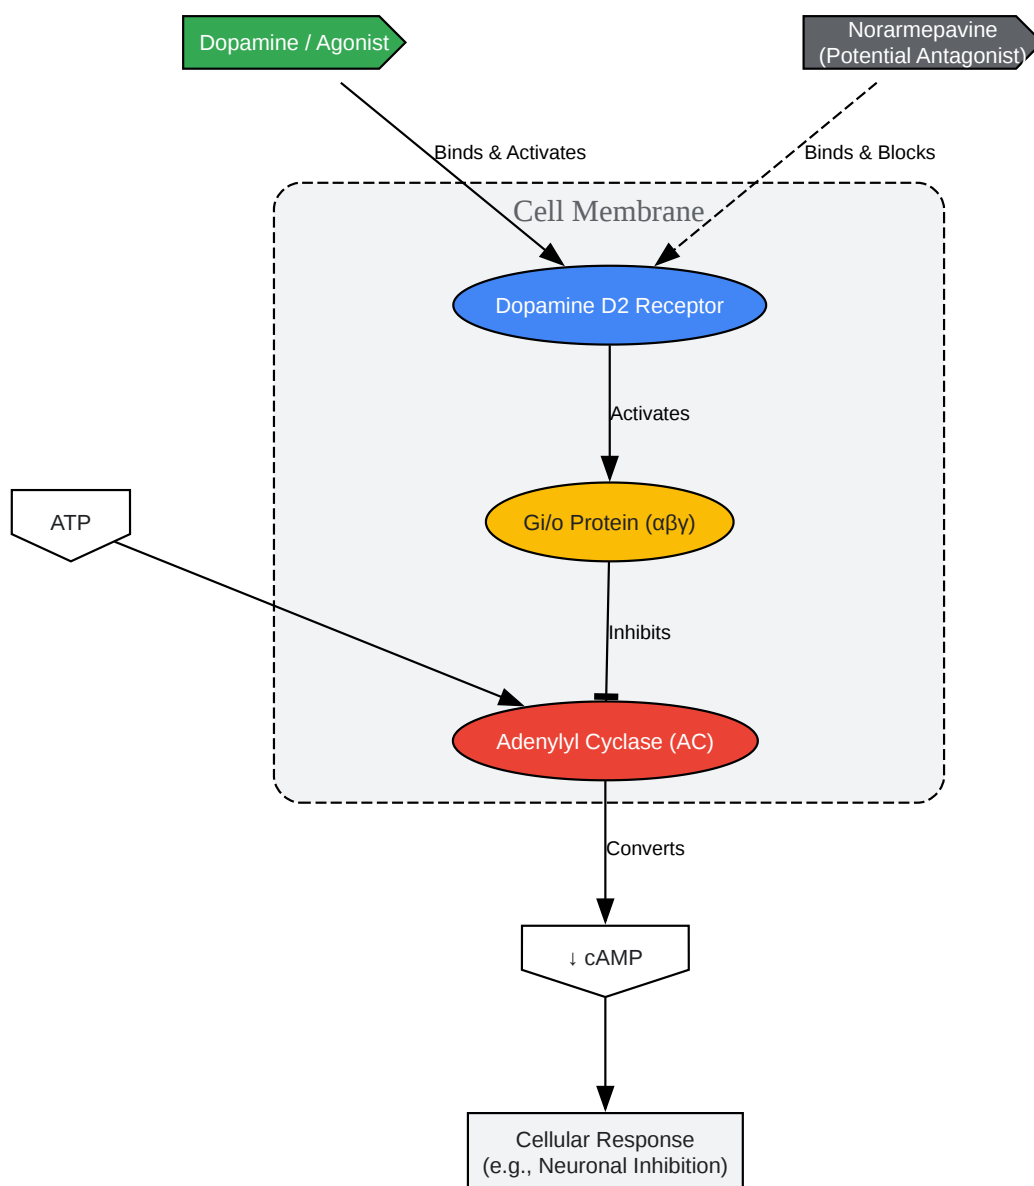 Dopamine / Agonist
Norarmepavine
(Potential Antagonist)
Binds & Activates
Binds & Blocks
Cell Membrane
Dopamine D2 Receptor
Activates
ATP
Gi/o Protein (αβγ)
Inhibits
Adenylyl Cyclase (AC)
Converts
↓ cAMP
Cellular Response
(e.g., Neuronal Inhibition)